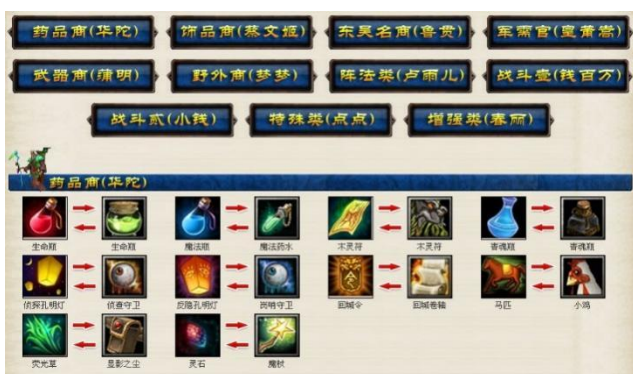 药品商(华陀) 饰品商(蔡文姬) 东吴名商(鲁贯) 军需官(皇莆嵩)
武器商(蒲明) 野外商(梦梦) 阵法类(卢雨儿) 战斗壹(钱百万)
战斗贰(小钱) 特殊类(点点) 增强类(春丽)
药品商(华陀)
生命瓶 生命瓶 魔法瓶 魔法药水 木灵符 木灵符 青魂瓶 青魂瓶
侦探孔明灯 侦查守卫 反隐孔明灯 岗哨守卫 回城令 回城卷轴 马匹 小鸡
荧光草 显影之尘 灵石 魔杖